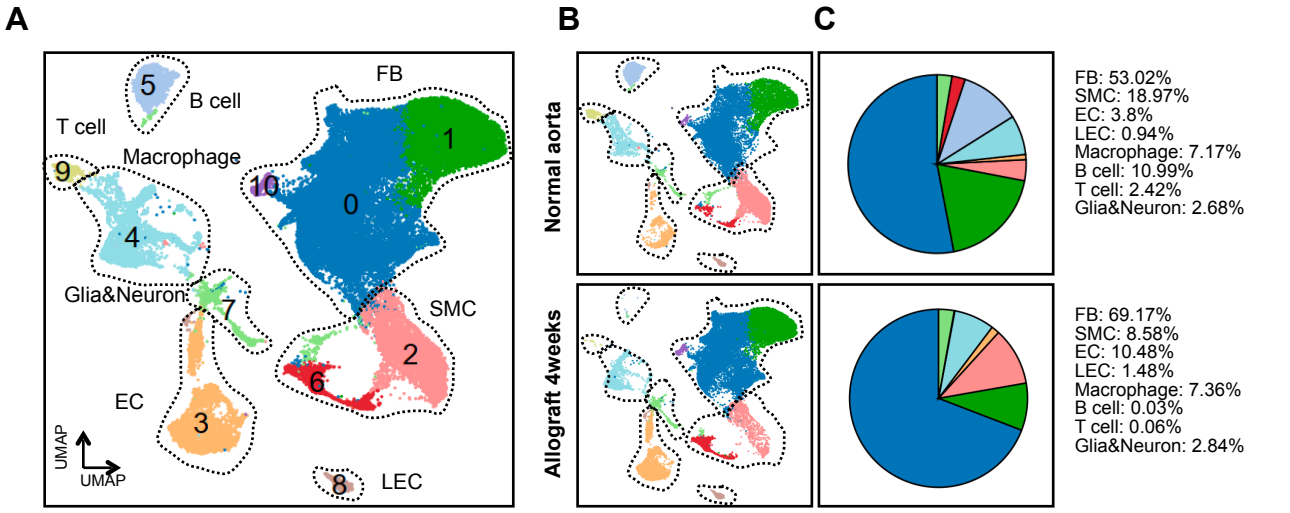 A
B
C
FB
5
B cell
1
T cell
Macrophage
9
10
0
4
Glia&Neuron
7
SMC
2
6
EC
3
8
LEC
UMAP
UMAP
Normal aorta
Allograft 4weeks
FB: 53.02%
SMC: 18.97%
EC: 3.8%
LEC: 0.94%
Macrophage: 7.17%
B cell: 10.99%
T cell: 2.42%
Glia&Neuron: 2.68%
FB: 69.17%
SMC: 8.58%
EC: 10.48%
LEC: 1.48%
Macrophage: 7.36%
B cell: 0.03%
T cell: 0.06%
Glia&Neuron: 2.84%